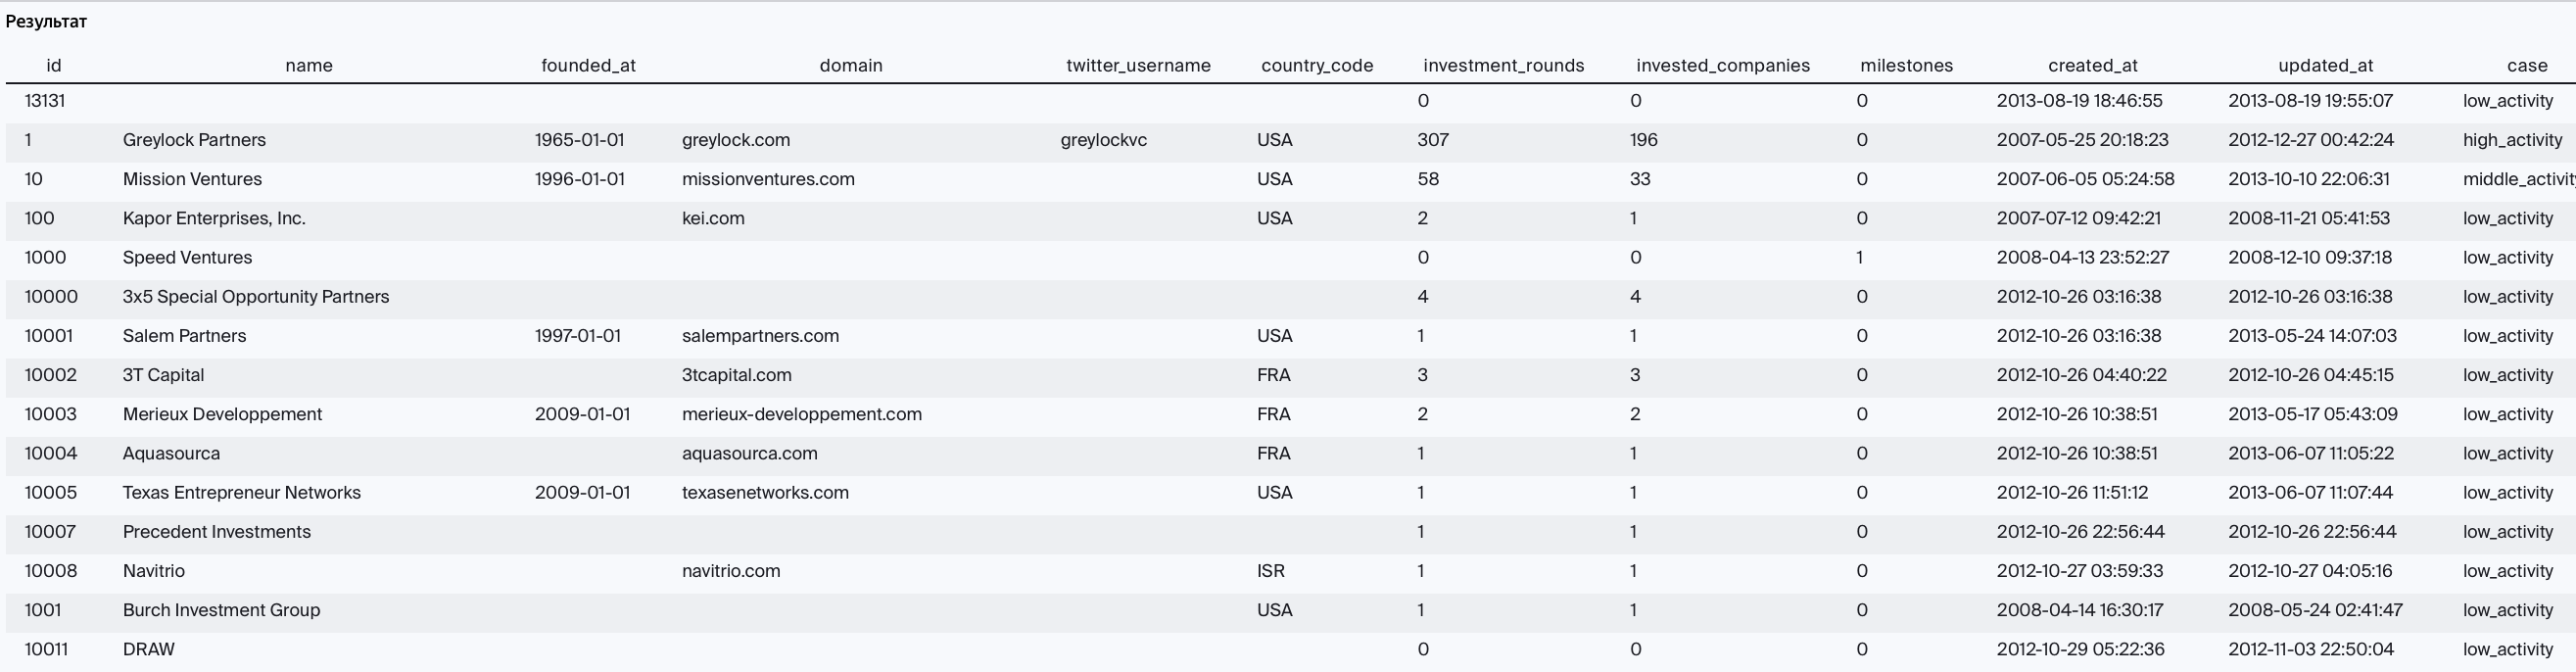 Результат
id name founded_at domain twitter_username country_code investment_rounds invested_companies milestones created_at updated_at case
13131 0 0 0 2013-08-19 18:46:55 2013-08-19 19:55:07 low_activity
1 Greylock Partners 1965-01-01 greylock.com greylockvc USA 307 196 0 2007-05-25 20:18:23 2012-12-27 00:42:24 high_activity
10 Mission Ventures 1996-01-01 missionventures.com USA 58 33 0 2007-06-05 05:24:58 2013-10-10 22:06:31 middle_activity
100 Kapor Enterprises, Inc. kei.com USA 2 1 0 2007-07-12 09:42:21 2008-11-21 05:41:53 low_activity
1000 Speed Ventures 0 0 1 2008-04-13 23:52:27 2008-12-10 09:37:18 low_activity
10000 3x5 Special Opportunity Partners 4 4 0 2012-10-26 03:16:38 2012-10-26 03:16:38 low_activity
10001 Salem Partners 1997-01-01 salempartners.com USA 1 1 0 2012-10-26 03:16:38 2013-05-24 14:07:03 low_activity
10002 3T Capital 3tcapital.com FRA 3 3 0 2012-10-26 04:40:22 2012-10-26 04:45:15 low_activity
10003 Merieux Developpement 2009-01-01 merieux-developpement.com FRA 2 2 0 2012-10-26 10:38:51 2013-05-17 05:43:09 low_activity
10004 Aquasourca aquasourca.com FRA 1 1 0 2012-10-26 10:38:51 2013-06-07 11:05:22 low_activity
10005 Texas Entrepreneur Networks 2009-01-01 texasenetworks.com USA 1 1 0 2012-10-26 11:51:12 2013-06-07 11:07:44 low_activity
10007 Precedent Investments 1 1 0 2012-10-26 22:56:44 2012-10-26 22:56:44 low_activity
10008 Navitrio navitrio.com ISR 1 1 0 2012-10-27 03:59:33 2012-10-27 04:05:16 low_activity
1001 Burch Investment Group USA 1 1 0 2008-04-14 16:30:17 2008-05-24 02:41:47 low_activity
10011 DRAW 0 0 0 2012-10-29 05:22:36 2012-11-03 22:50:04 low_activity